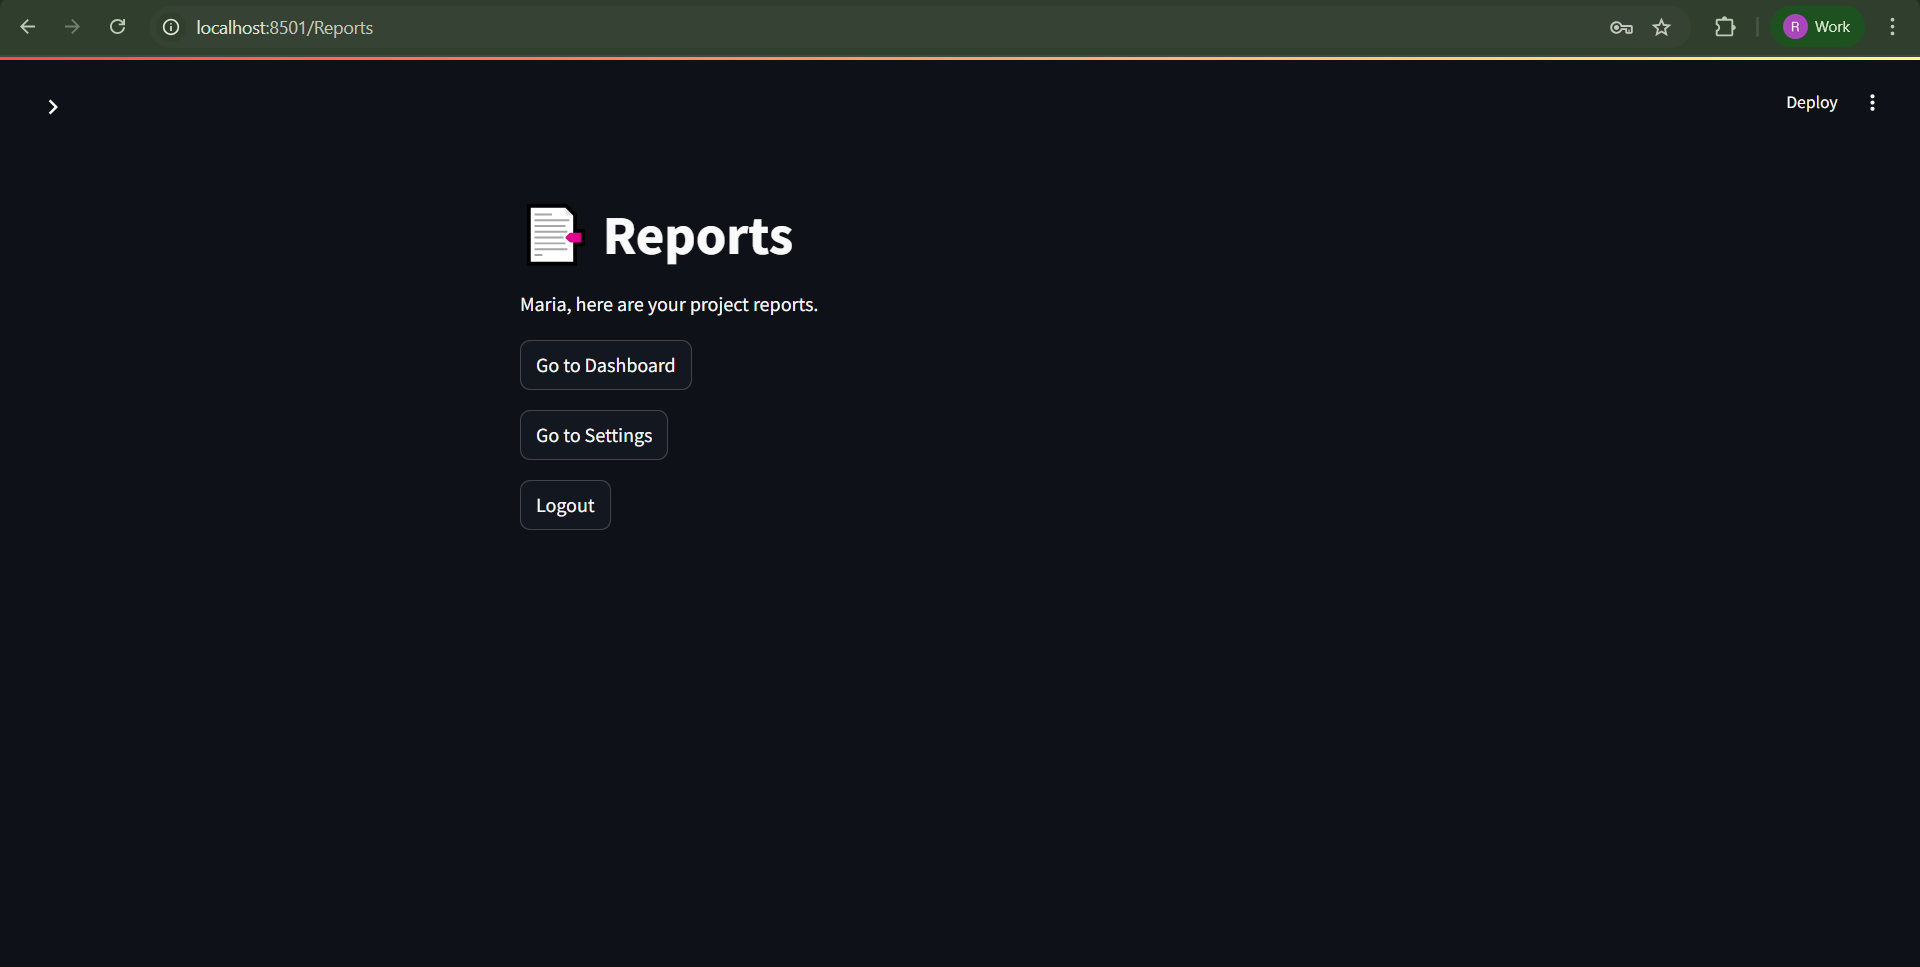 localhost:8501/Reports
R Work
Deploy
Reports
Maria, here are your project reports.
Go to Dashboard
Go to Settings
Logout